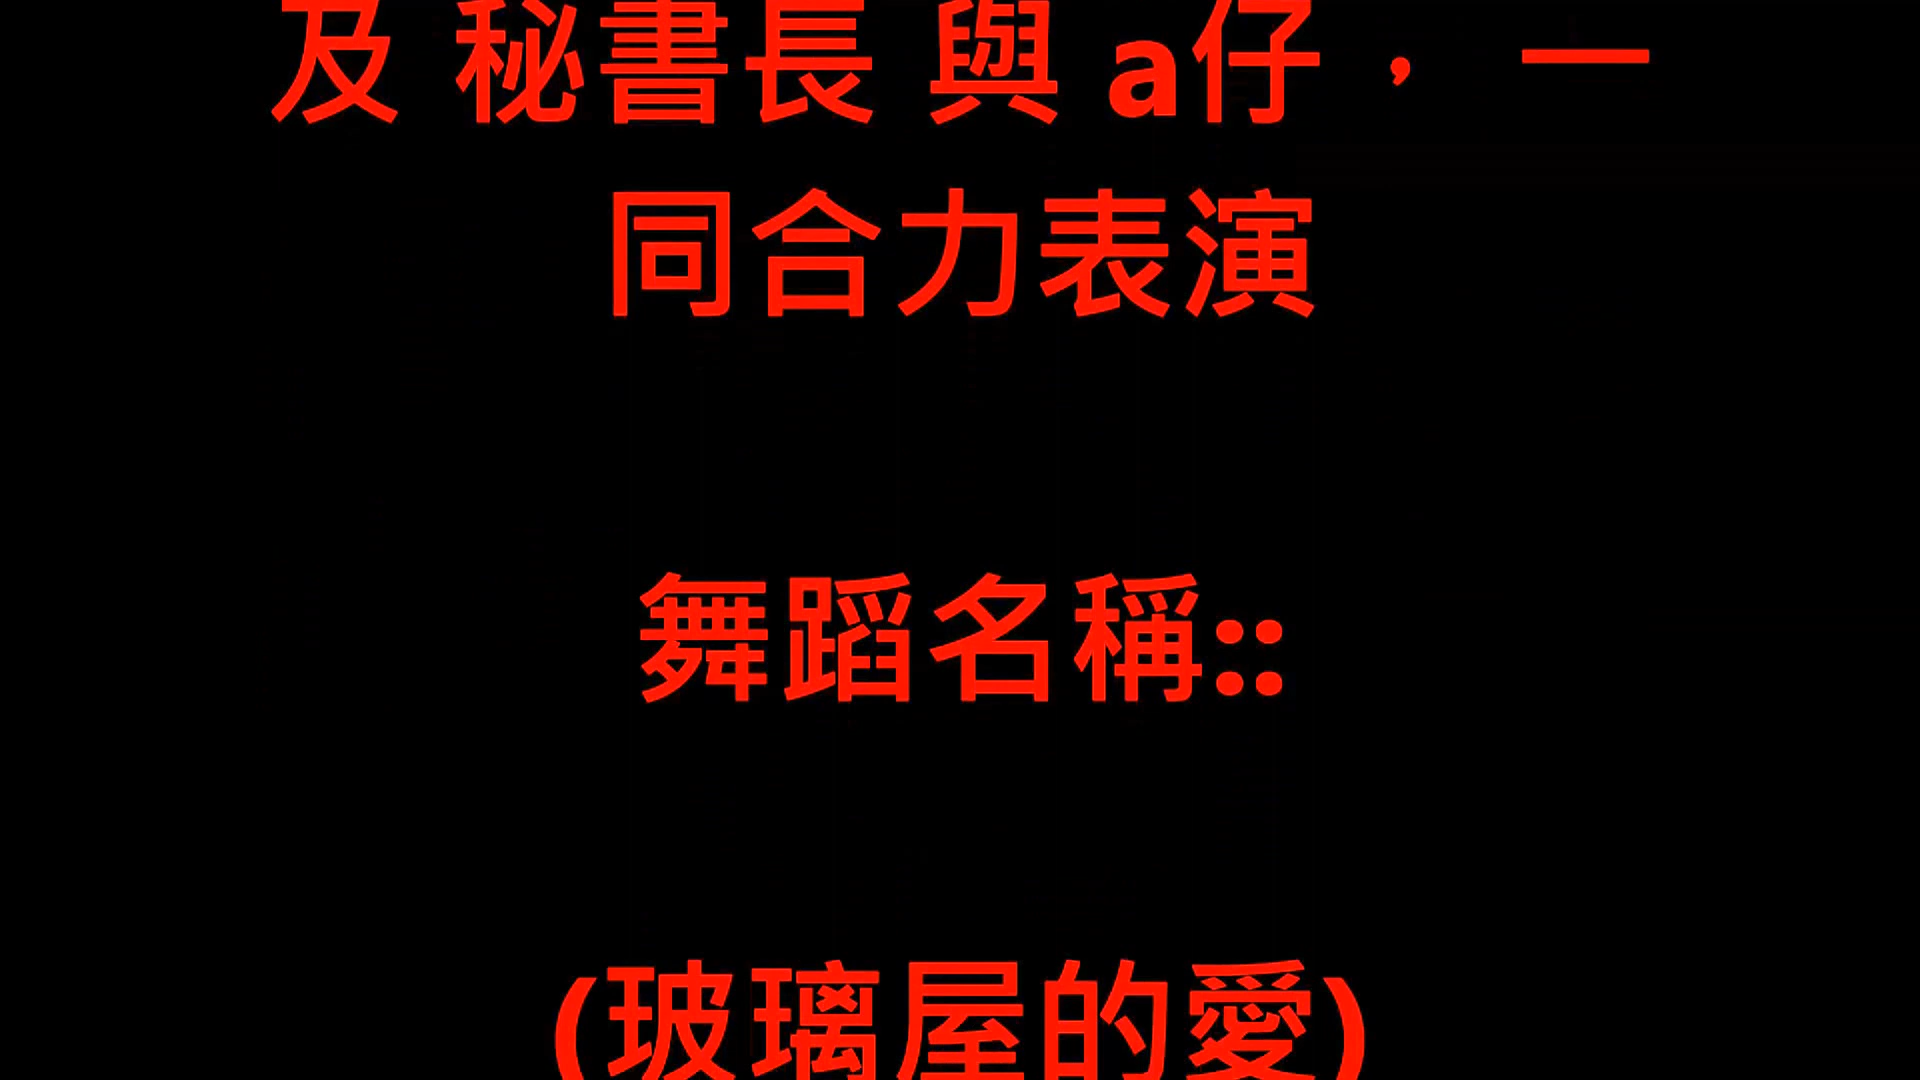 及 秘書長 與 a仔，一
同合力表演
舞蹈名稱::
(玻璃屋的愛)